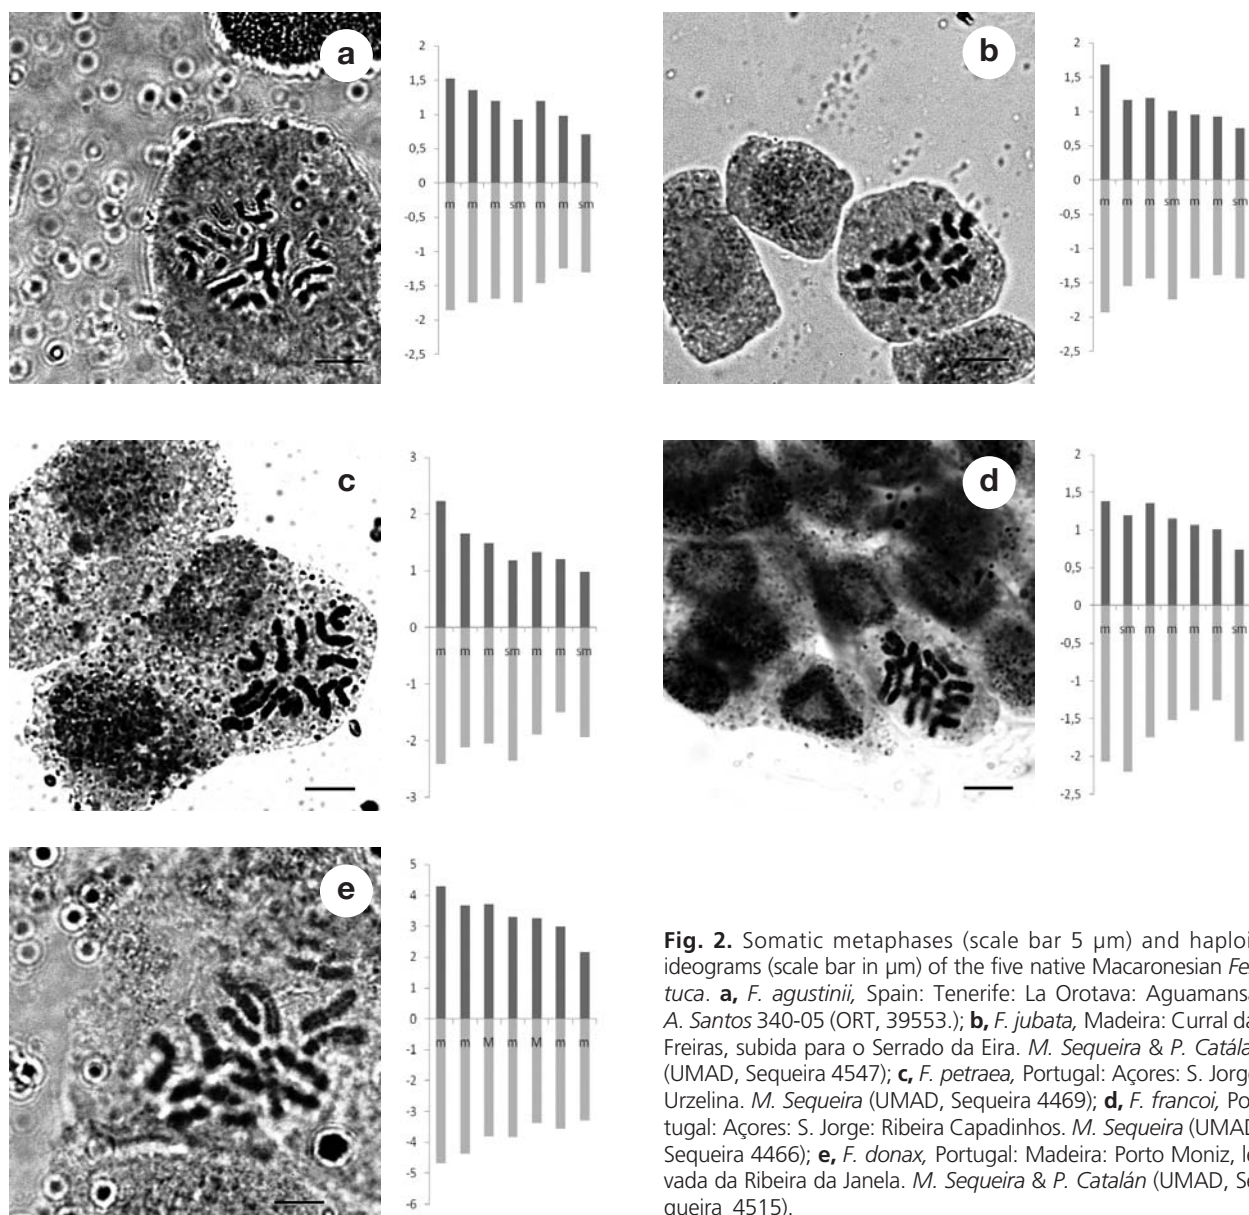 a
2
1,5
1
0,5
0
-0,5
-1
-1,5
-2
-2,5
m m m sm m m sm
b
2
1,5
1
0,5
0
-0,5
-1
-1,5
-2
-2,5
m m m sm m m sm
c
3
2
1
0
-1
-2
-3
m m m sm m m sm
d
2
1,5
1
0,5
0
-0,5
-1
-1,5
-2
-2,5
m sm m m m m sm
e
5
4
3
2
1
0
-1
-2
-3
-4
-5
-6
m m M m M m m
Fig. 2. Somatic metaphases (scale bar 5 µm) and haploi
ideograms (scale bar in µm) of the five native Macaronesian Fe
tuca. a, F. agustinii, Spain: Tenerife: La Orotava: Aguamansa
A. Santos 340-05 (ORT, 39553.); b, F. jubata, Madeira: Curral da
Freiras, subida para o Serrado da Eira. M. Sequeira & P. Catála
(UMAD, Sequeira 4547); c, F. petraea, Portugal: Açores: S. Jorge
Urzelina. M. Sequeira (UMAD, Sequeira 4469); d, F. francoi, Po
tugal: Açores: S. Jorge: Ribeira Capadinhos. M. Sequeira (UMAD
Sequeira 4466); e, F. donax, Portugal: Madeira: Porto Moniz, le
vada da Ribeira da Janela. M. Sequeira & P. Catalán (UMAD, Se
queira 4515).